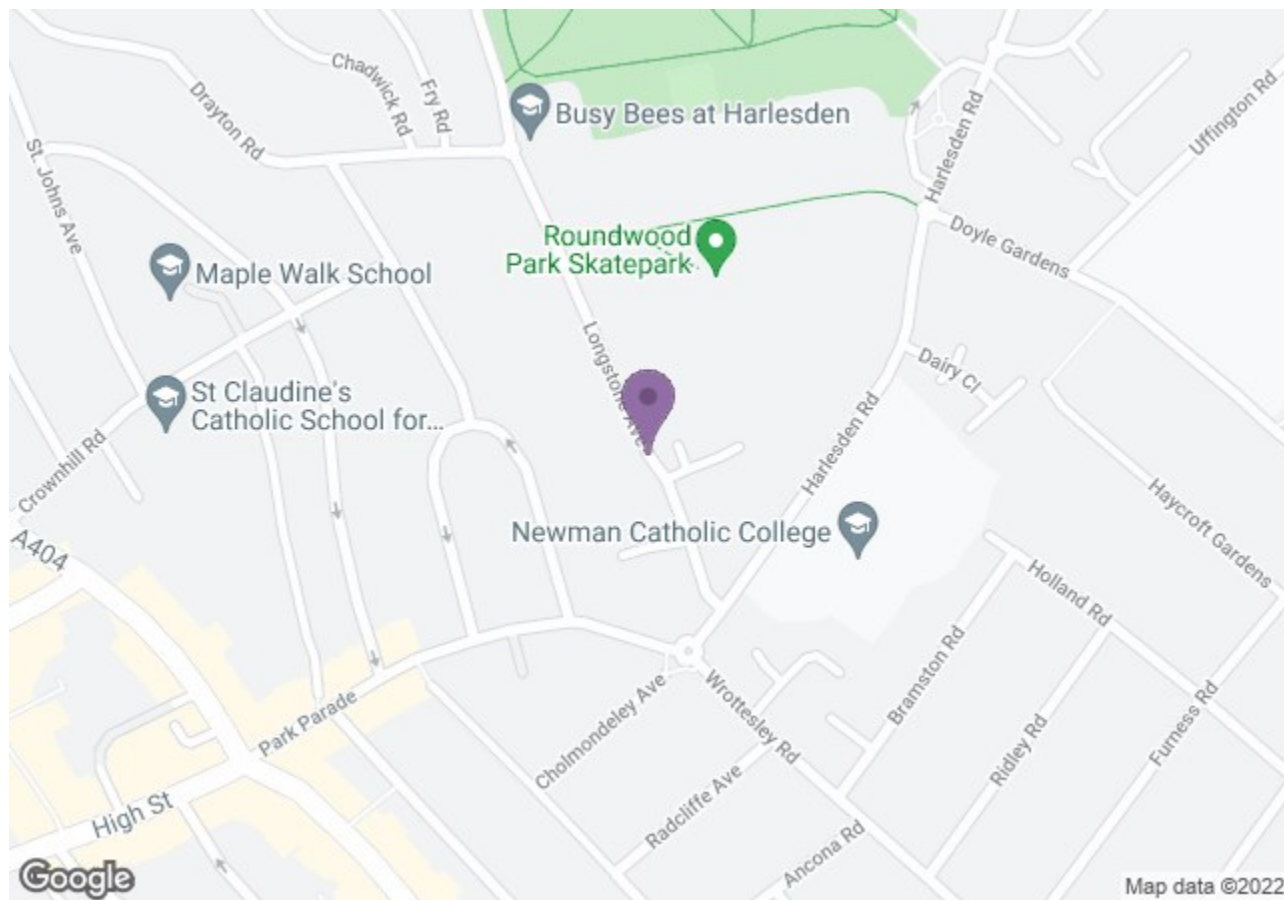 Chadwick Rd
Fry Rd
Drayton Rd
Busy Bees at Harlesden
Harlesden Rd
Uffington Rd
St. Johns Ave
Doyle Gardens
Roundwood
Park Skatepark
Maple Walk School
Longstone Ave
Dairy Cl
St Claudine's
Catholic School for...
Harlesden Rd
Crownhill Rd
Haycroft Gardens
Newman Catholic College
A404
Holland Rd
Bramston Rd
Park Parade
Cholmondeley Ave
Wrottesley Rd
Ridley Rd
Furness Rd
High St
Radcliffe Ave
Ancona Rd
Google
Map data ©2022